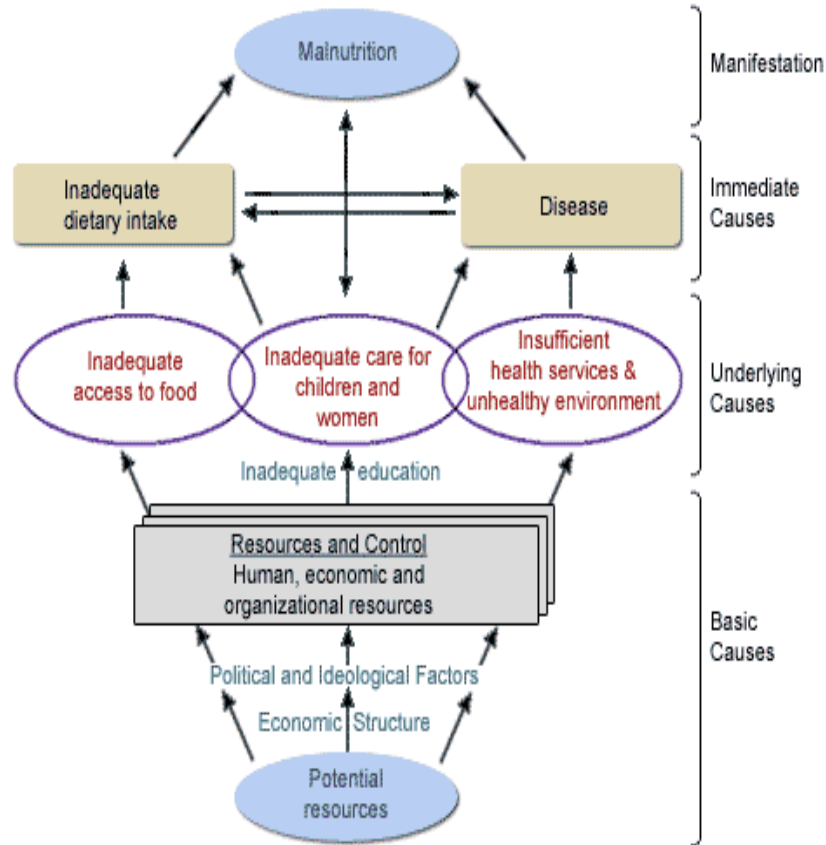 Malnutrition
Manifestation
Inadequate
dietary intake
Disease
Immediate
Causes
Inadequate
access to food
Inadequate care for
children and
women
Insufficient
health services &
unhealthy environment
Underlying
Causes
Inadequate education
Resources and Control
Human, economic and
organizational resources
Basic
Causes
Political and Ideological Factors
Economic Structure
Potential
resources